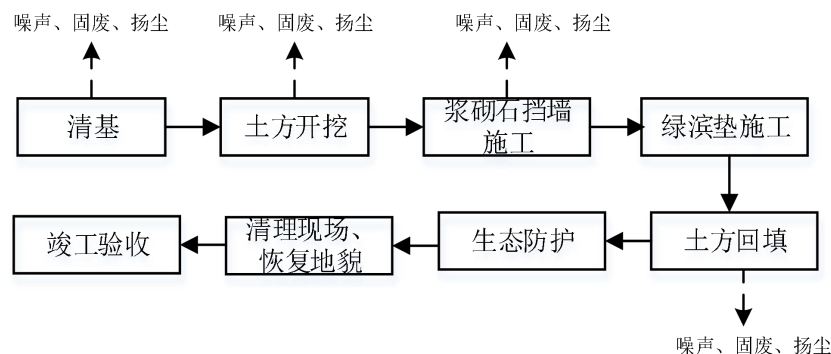 噪声、固废、扬尘
噪声、固废、扬尘
噪声、固废、扬尘
清基
土方开挖
浆砌石挡墙
施工
绿滨垫施工
竣工验收
清理现场、
恢复地貌
生态防护
土方回填
噪声、固废、扬尘